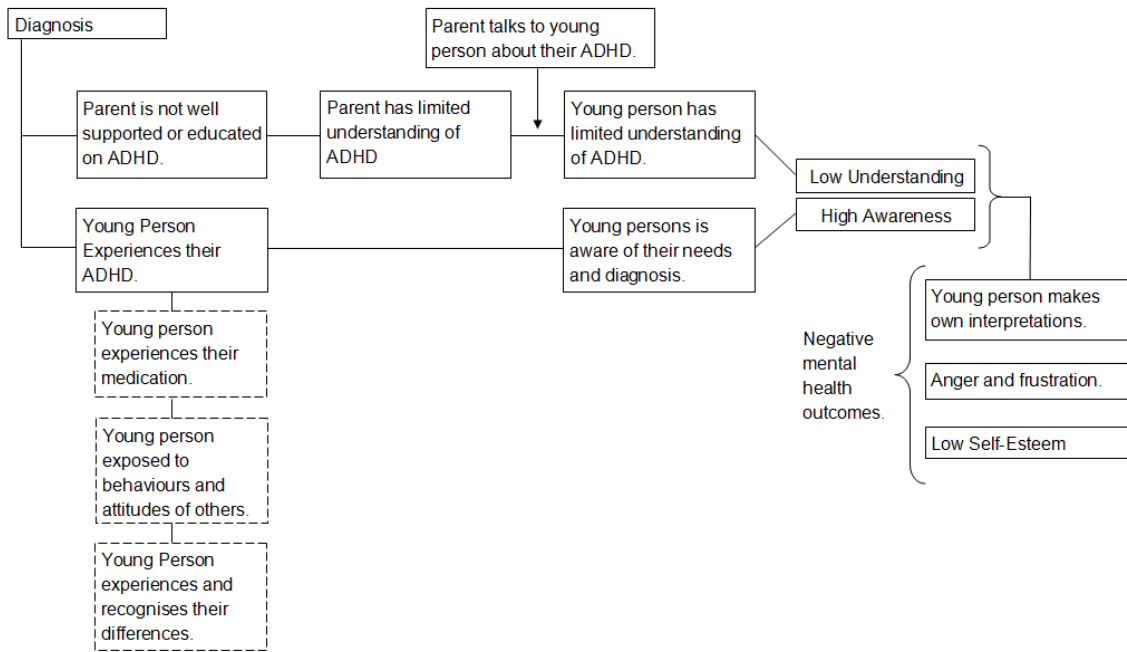 Diagnosis
Parent talks to young
person about their ADHD.
Parent is not well
supported or educated
on ADHD.
Parent has limited
understanding of
ADHD
Young person has
limited understanding
of ADHD.
Low Understanding
High Awareness
Young Person
Experiences their
ADHD.
Young persons is
aware of their needs
and diagnosis.
Young person
experiences their
medication.
Young person
exposed to
behaviours and
attitudes of others.
Young Person
experiences and
recognises their
differences.
Negative
mental
health
outcomes.
Young person makes
own interpretations.
Anger and frustration.
Low Self-Esteem